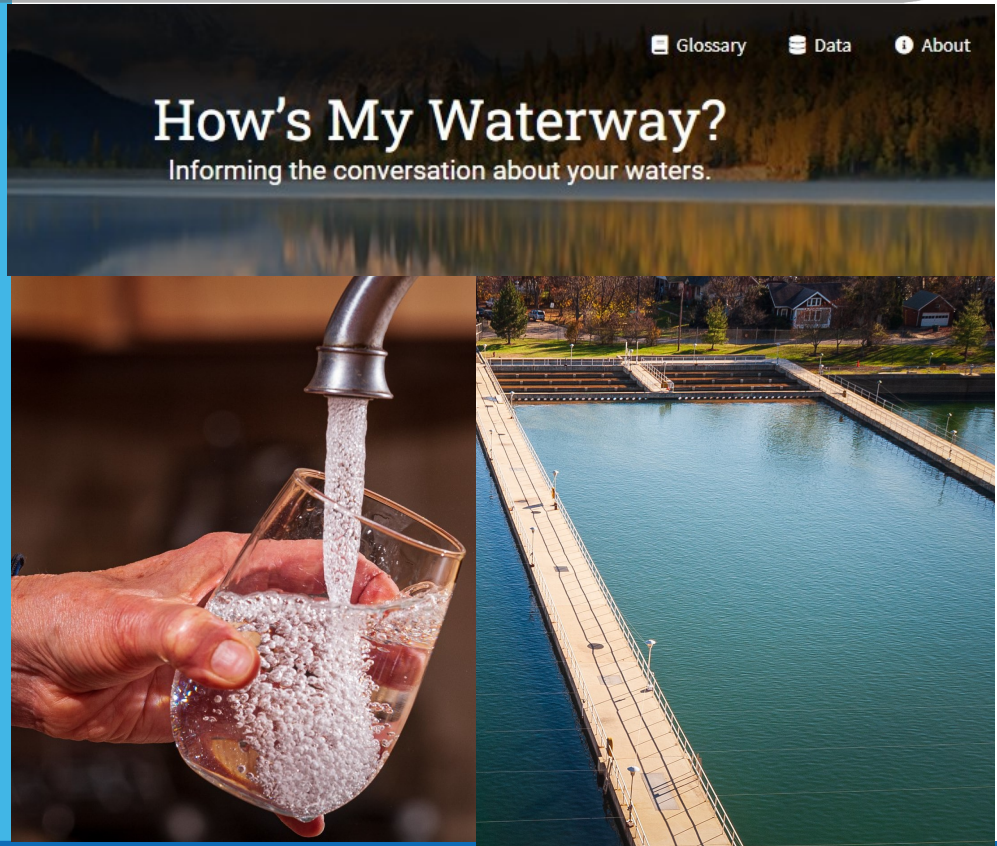 Glossary Data About
How's My Waterway?
Informing the conversation about your waters.